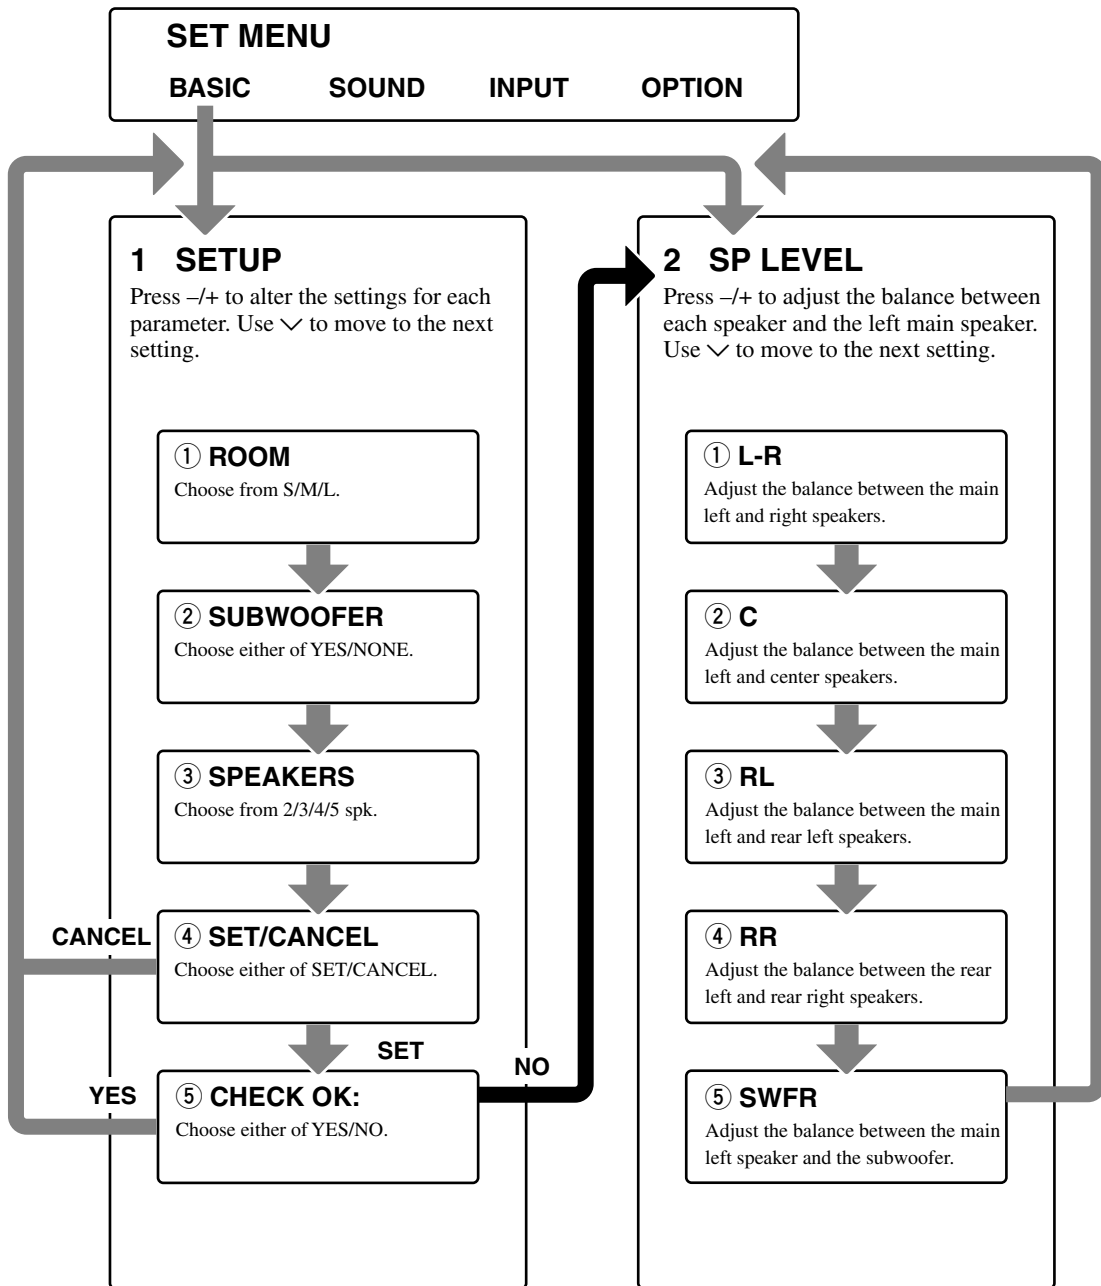 SET MENU
BASIC SOUND INPUT OPTION
1 SETUP
Press –/+ to alter the settings for each
parameter. Use ∨ to move to the next
setting.
① ROOM
Choose from S/M/L.
② SUBWOOFER
Choose either of YES/NONE.
③ SPEAKERS
Choose from 2/3/4/5 spk.
CANCEL
④ SET/CANCEL
Choose either of SET/CANCEL.
SET
NO
YES
⑤ CHECK OK:
Choose either of YES/NO.
2 SP LEVEL
Press –/+ to adjust the balance between
each speaker and the left main speaker.
Use ∨ to move to the next setting.
① L-R
Adjust the balance between the main
left and right speakers.
② C
Adjust the balance between the main
left and center speakers.
③ RL
Adjust the balance between the main
left and rear left speakers.
④ RR
Adjust the balance between the rear
left and rear right speakers.
⑤ SWFR
Adjust the balance between the main
left speaker and the subwoofer.